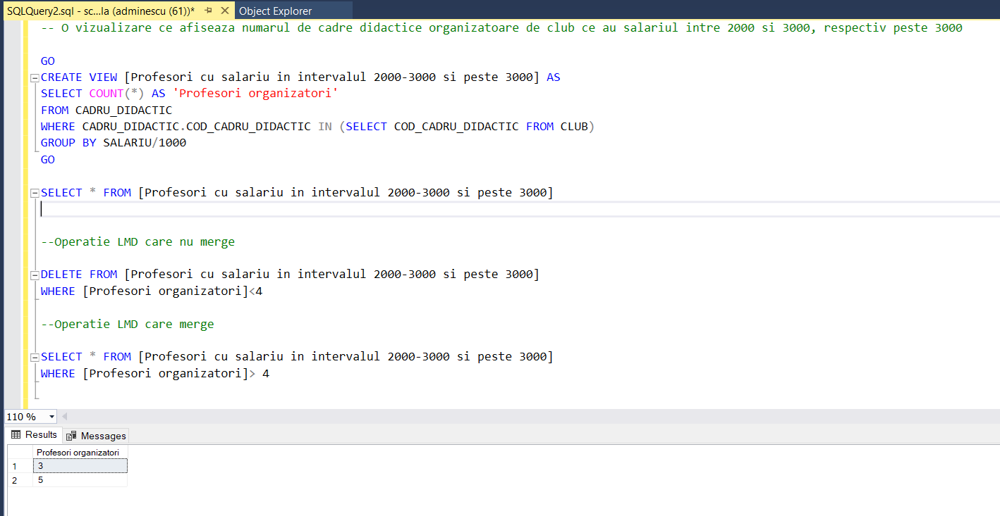 SQLQuery2.sql - sc...la (adminescu (61))* Object Explorer
-- O vizualizare ce afiseaza numarul de cadre didactice organizatoare de club ce au salariul intre 2000 si 3000, respectiv peste 3000
GO
CREATE VIEW [Profesori cu salariu in intervalul 2000-3000 si peste 3000] AS
SELECT COUNT(*) AS 'Profesori organizatori'
FROM CADRU_DIDACTIC
WHERE CADRU_DIDACTIC.COD_CADRU_DIDACTIC IN (SELECT COD_CADRU_DIDACTIC FROM CLUB)
GROUP BY SALARIU/1000
GO
SELECT * FROM [Profesori cu salariu in intervalul 2000-3000 si peste 3000]
--Operatie LMD care nu merge
DELETE FROM [Profesori cu salariu in intervalul 2000-3000 si peste 3000]
WHERE [Profesori organizatori]<4
--Operatie LMD care merge
SELECT * FROM [Profesori cu salariu in intervalul 2000-3000 si peste 3000]
WHERE [Profesori organizatori]> 4
110 %
Results Messages
Profesori organizatori
1 3
2 5